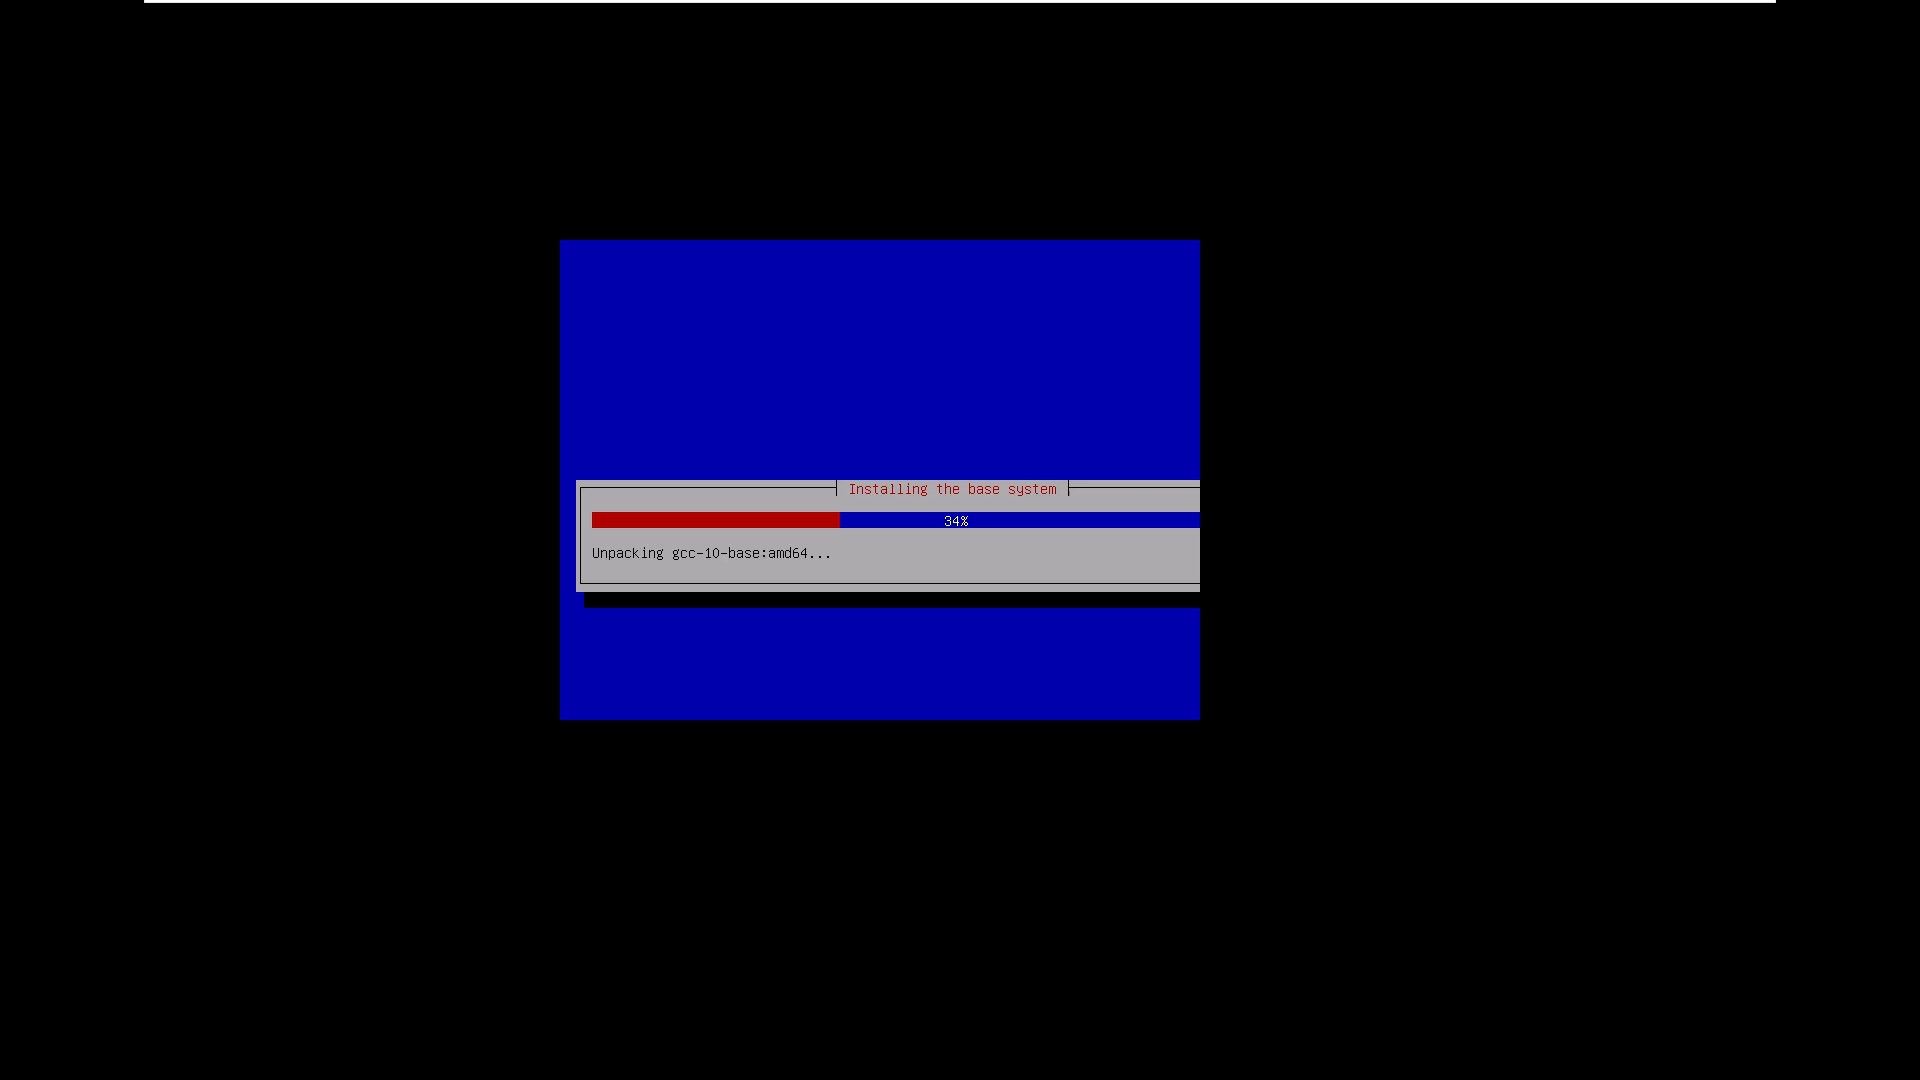 Installing the base system
34%
Unpacking gcc-10-base:amd64...